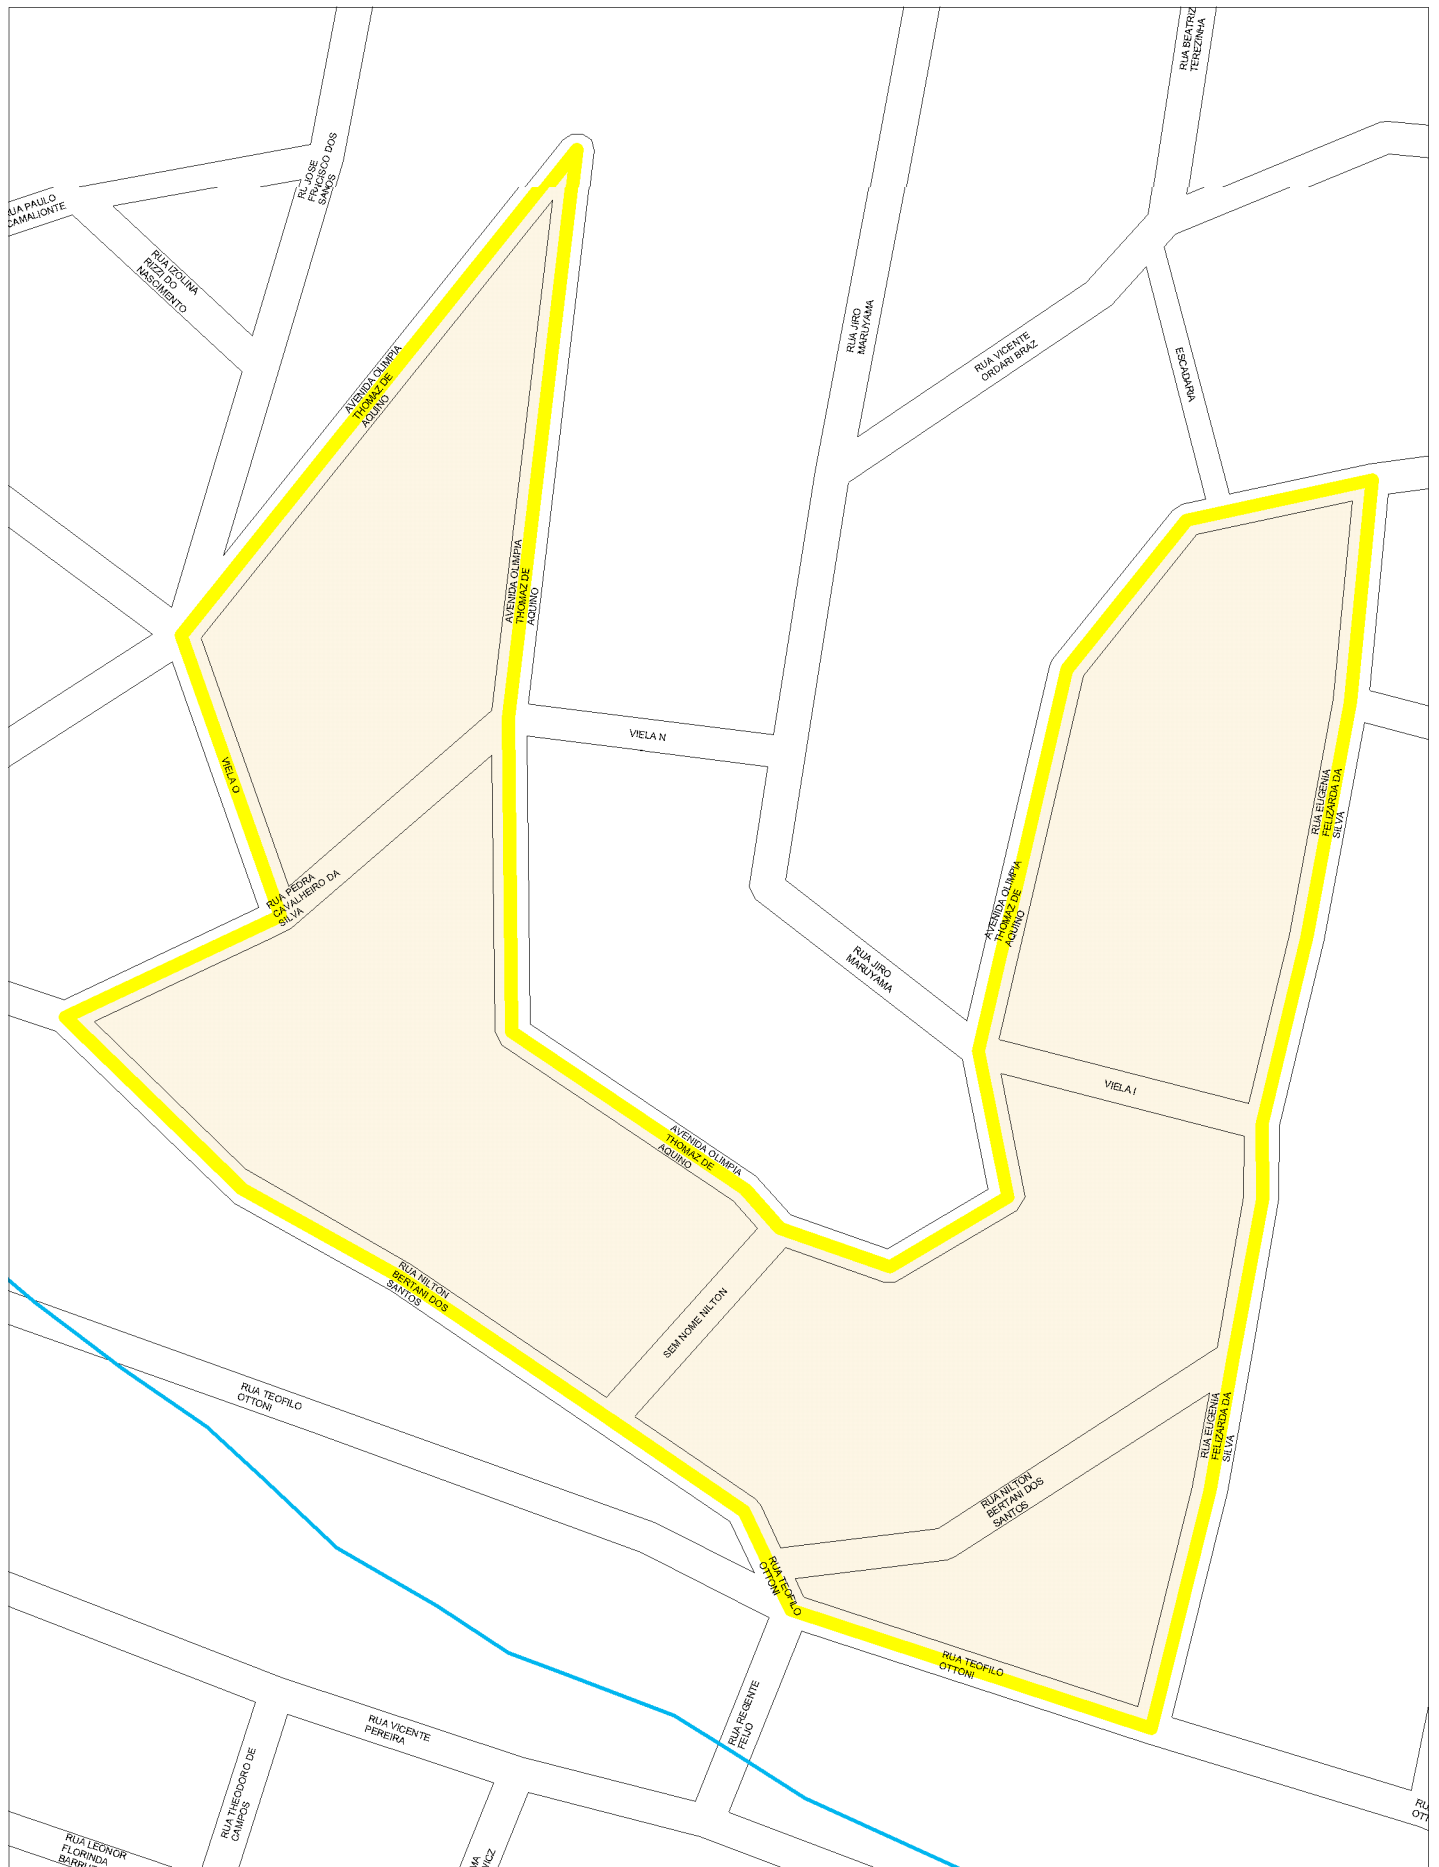 RUA BEATRIZ
TEREZINHA
FRACISCO DOS
RUA PAULO
CAMALIONTE
RUA IZOLINA
RIZZI DO
NASCIMENTO
RUA JIRO
MARUYAMA
RUA VICENTE
ORDARI BRAZ
ESCADARIA
AVENIDA OLIMPIA
THOMAZ DE
AQUINO
AVENIDA OLIMPIA
THOMAZ DE
AQUINO
VIELA N
VIELA O
RUA EUGENIA
FELIZARDA DA
SILVA
RUA PEDRA
CAVALHEIRO DA
SILVA
AVENIDA OLIMPIA
THOMAZ DE
AQUINO
RUA JIRO
MARUYAMA
VIELA I
AVENIDA OLIMPIA
THOMAZ DE
AQUINO
RUA NILTON
BERTANI DOS
SANTOS
SEM NOME NILTON
RUA TEOFILO
OTTONI
RUA EUGENIA
FELIZARDA DA
SILVA
RUA NILTON
BERTANI DOS
SANTOS
RUA TEOFILO
OTTONI
RUA TEOFILO
OTTONI
RUA REGENTE
FEIJO
RUA VICENTE
PEREIRA
RUA THEODORO DE
CAMPOS
RUA LEONOR
FLORINDA